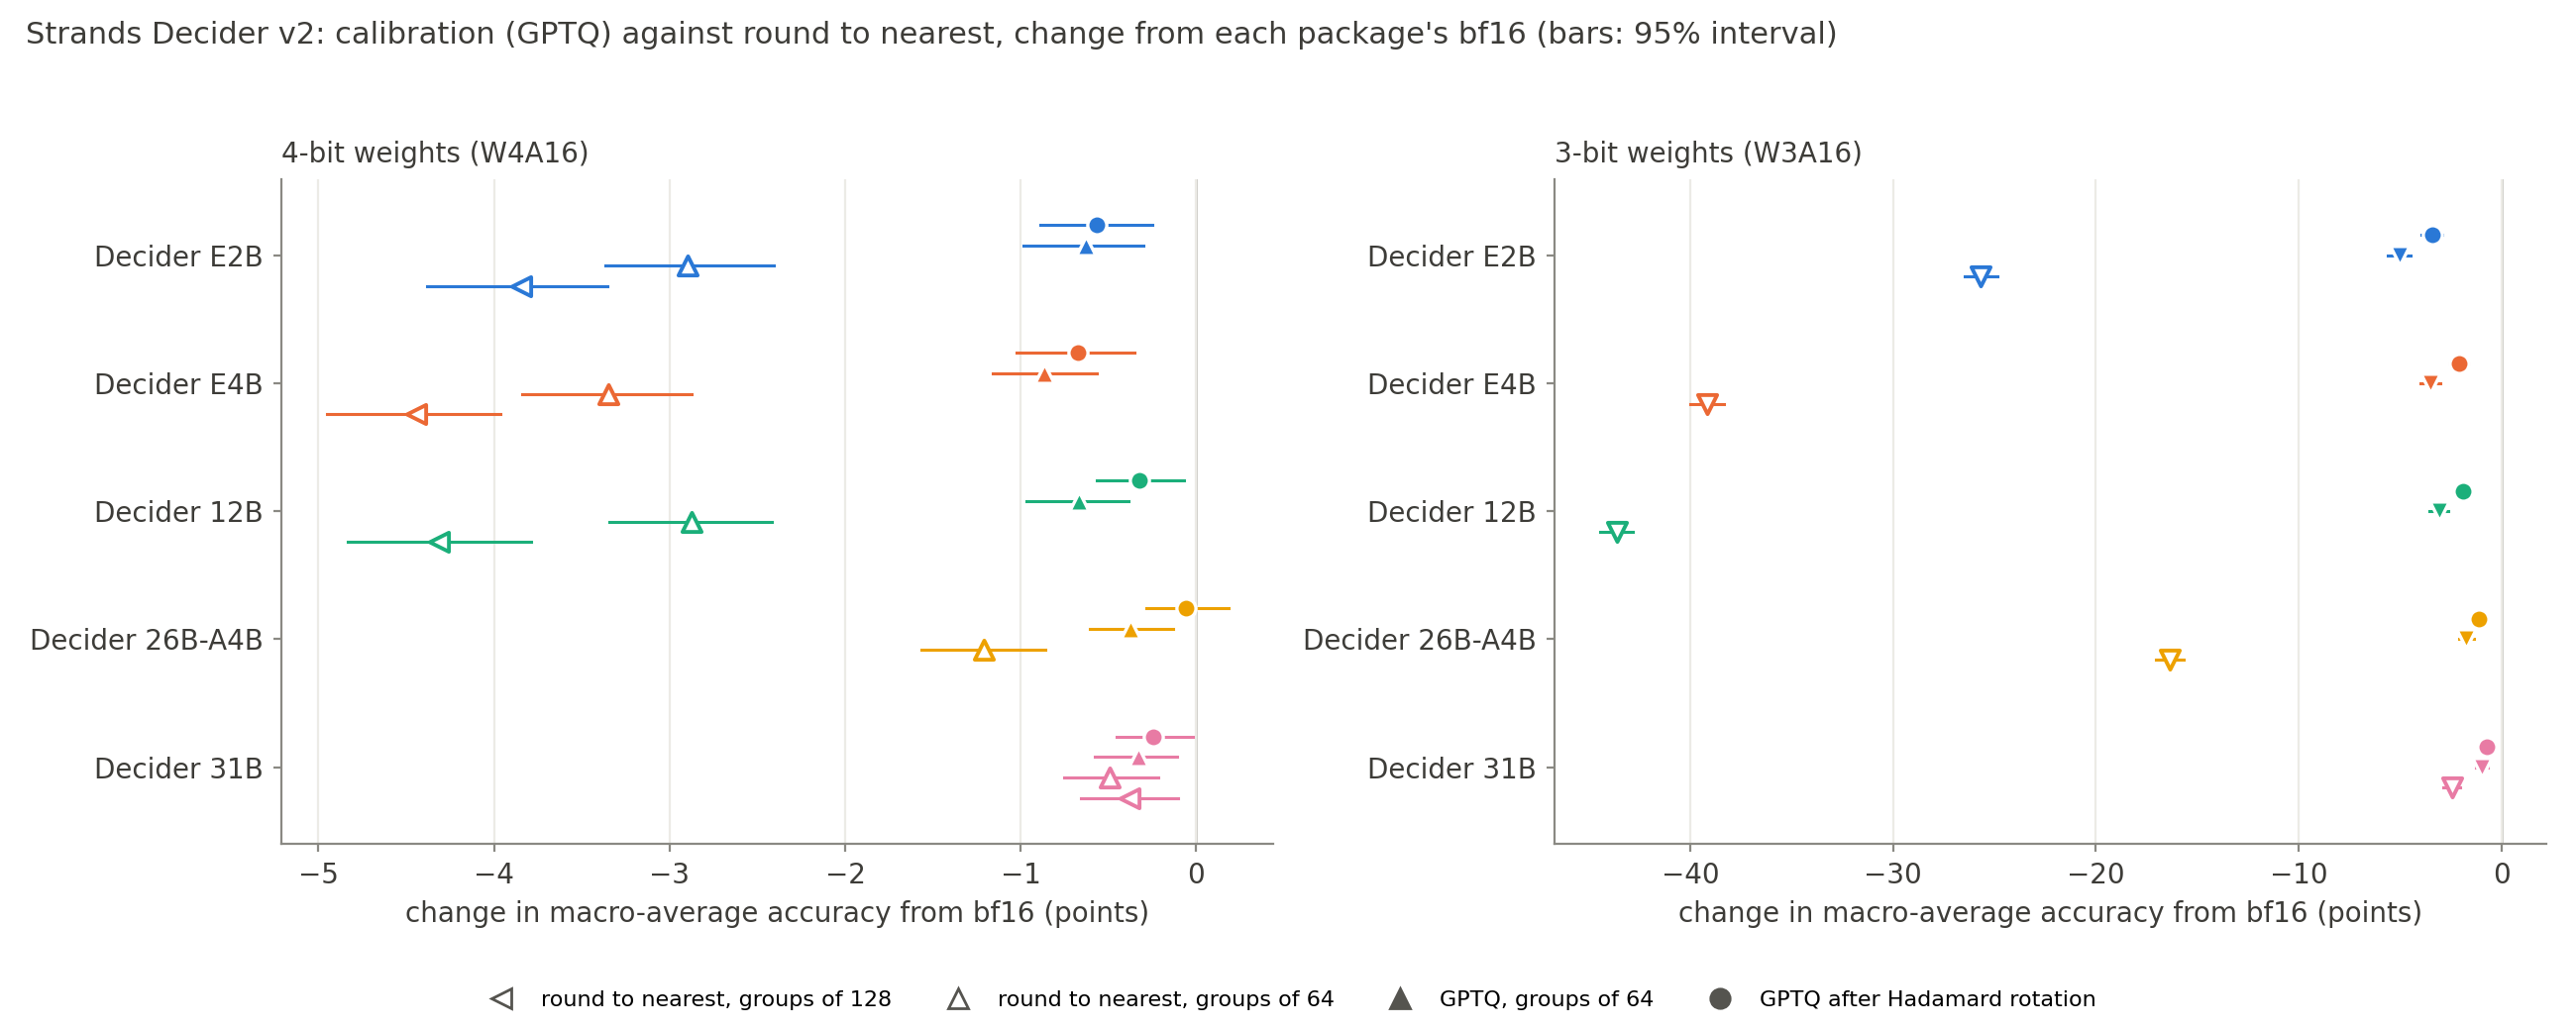 Strands Decider v2: calibration (GPTQ) against round to nearest, change from each package's bf16 (bars: 95% interval)
4-bit weights (W4A16)
Decider E2B
Decider E4B
Decider 12B
Decider 26B-A4B
Decider 31B
−5 −4 −3 −2 −1 0
change in macro-average accuracy from bf16 (points)
3-bit weights (W3A16)
Decider E2B
Decider E4B
Decider 12B
Decider 26B-A4B
Decider 31B
−40 −30 −20 −10 0
change in macro-average accuracy from bf16 (points)
round to nearest, groups of 128 round to nearest, groups of 64 GPTQ, groups of 64 GPTQ after Hadamard rotation